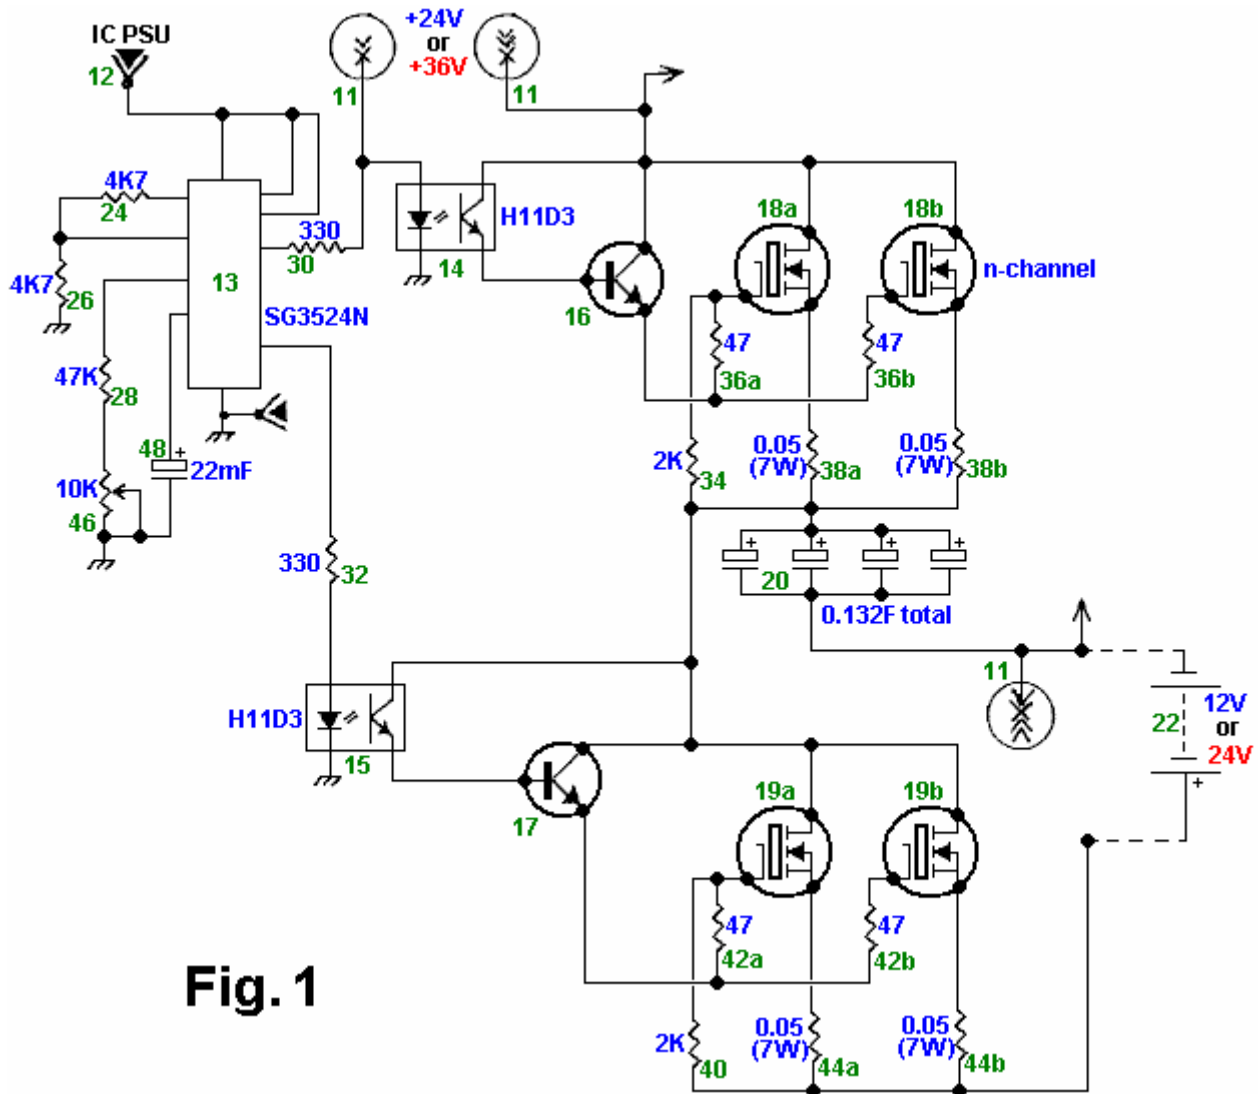 IC PSU
12
+24V
or
+36V
11
11
4K7
24
330
30
H11D3
14
18a
18b
n-channel
4K7
26
13
SG3524N
16
47
36a
47
36b
47K
28
48
22mF
10K
46
2K
34
0.05
(7W)
38a
0.05
(7W)
38b
330
32
20
0.132F total
11
12V
22
or
24V
H11D3
15
17
19a
19b
47
42a
47
42b
Fig. 1
2K
40
0.05
(7W)
44a
0.05
(7W)
44b